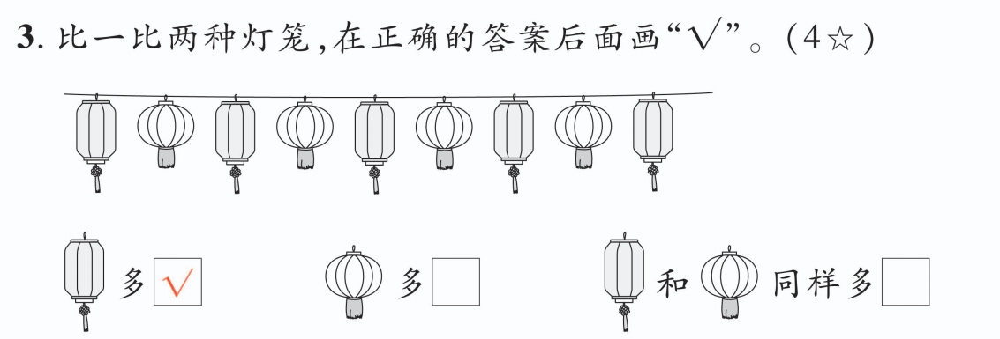 3. 比一比两种灯笼,在正确的答案后面画“√”。(4☆)
多 √ 多 和 同样多